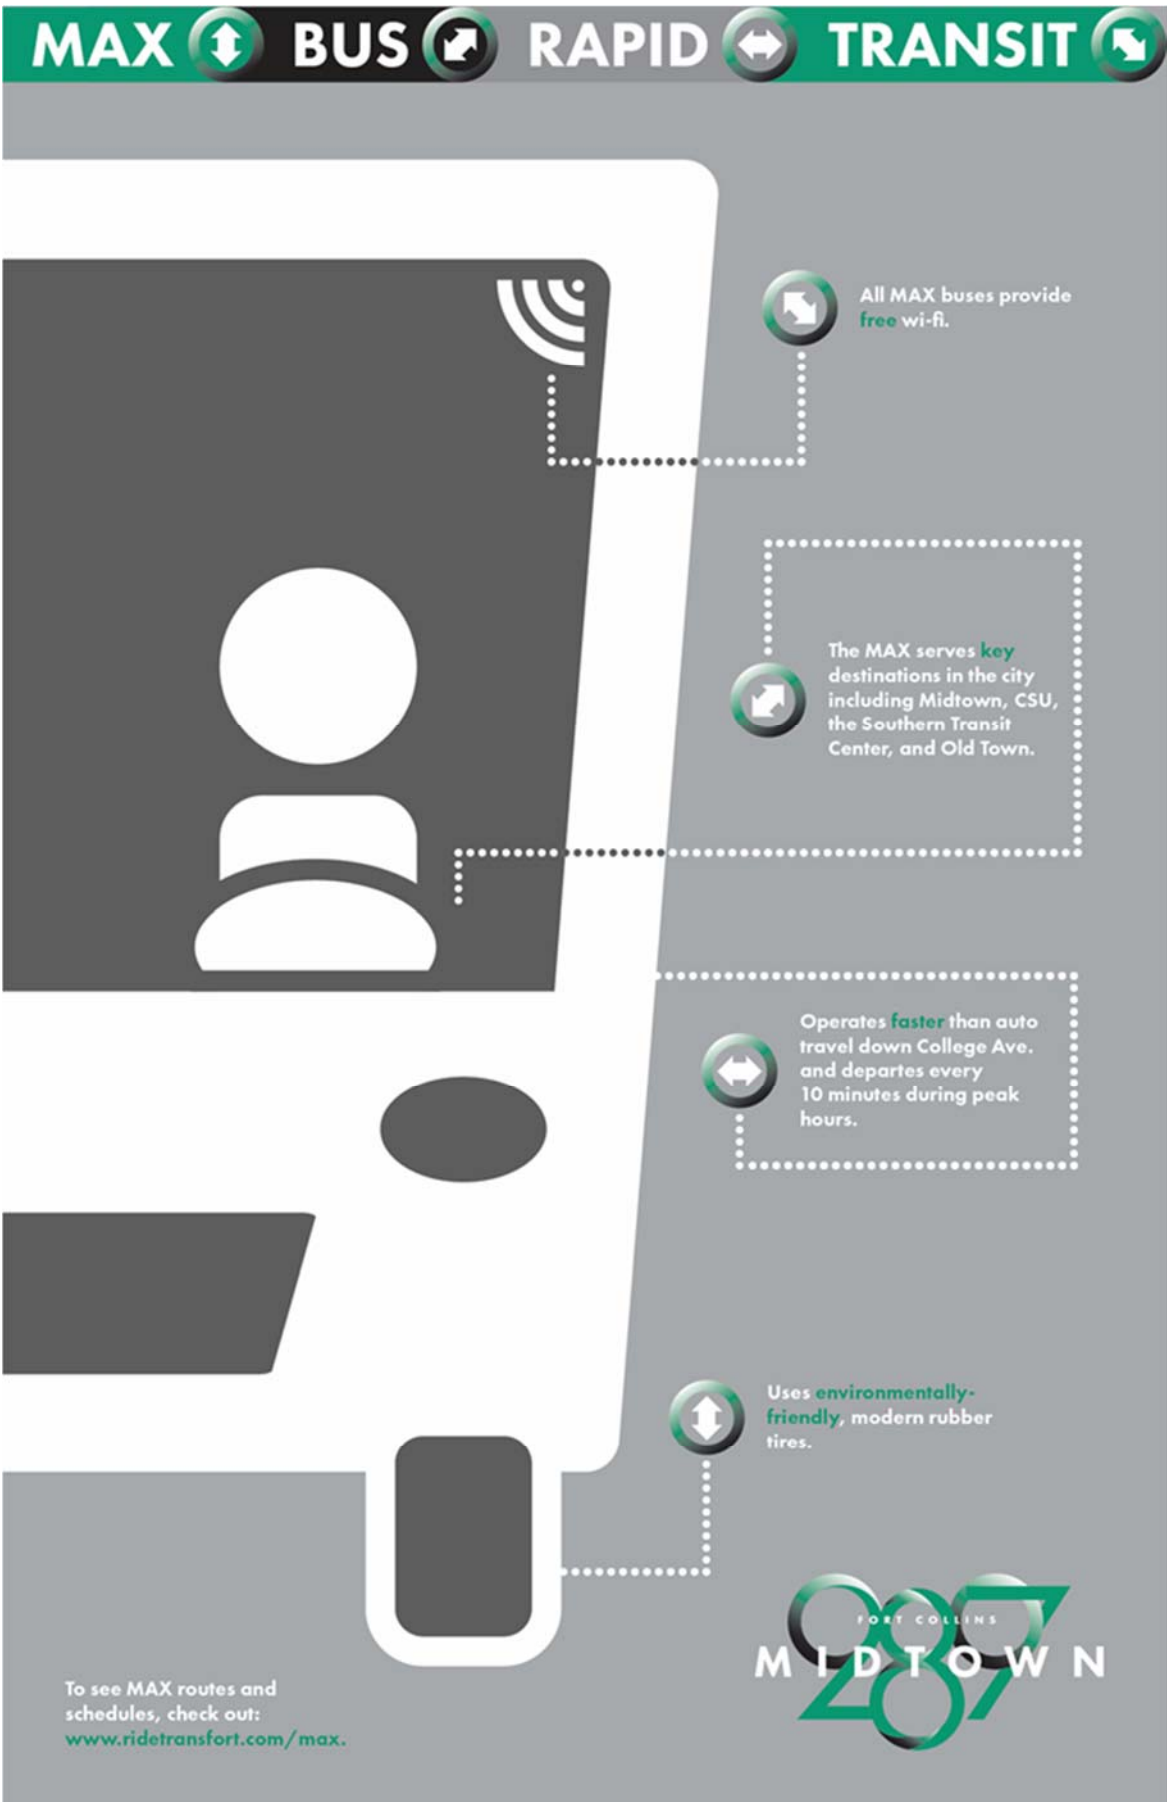 MAX BUS RAPID TRANSIT
All MAX buses provide
free wi-fi.
The MAX serves key
destinations in the city
including Midtown, CSU,
the Southern Transit
Center, and Old Town.
Operates faster than auto
travel down College Ave.
and departes every
10 minutes during peak
hours.
Uses environmentally-
friendly, modern rubber
tires.
To see MAX routes and
schedules, check out:
www.ridetransfort.com/max.
287
FORT COLLINS
MIDTOWN